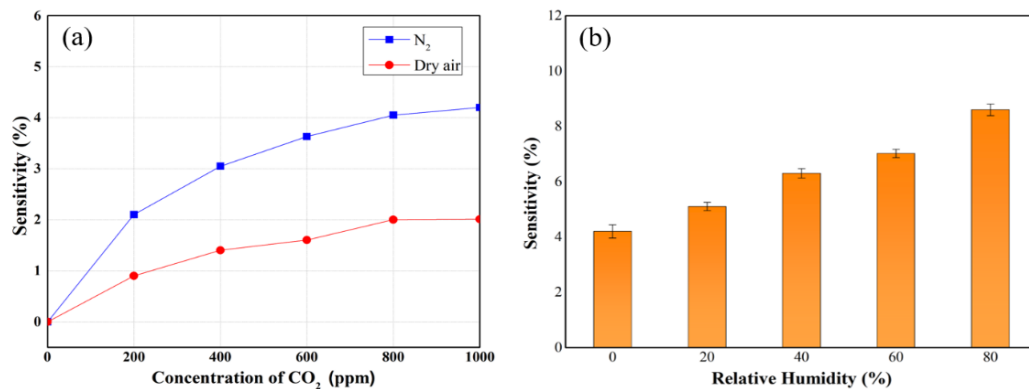 (a)
N₂
Dry air
6
5
4
3
2
1
0
Sensitivity (%)
0 200 400 600 800 1000
Concentration of CO₂ (ppm)
(b)
12
10
8
6
4
2
0
Sensitivity (%)
0 20 40 60 80
Relative Humidity (%)